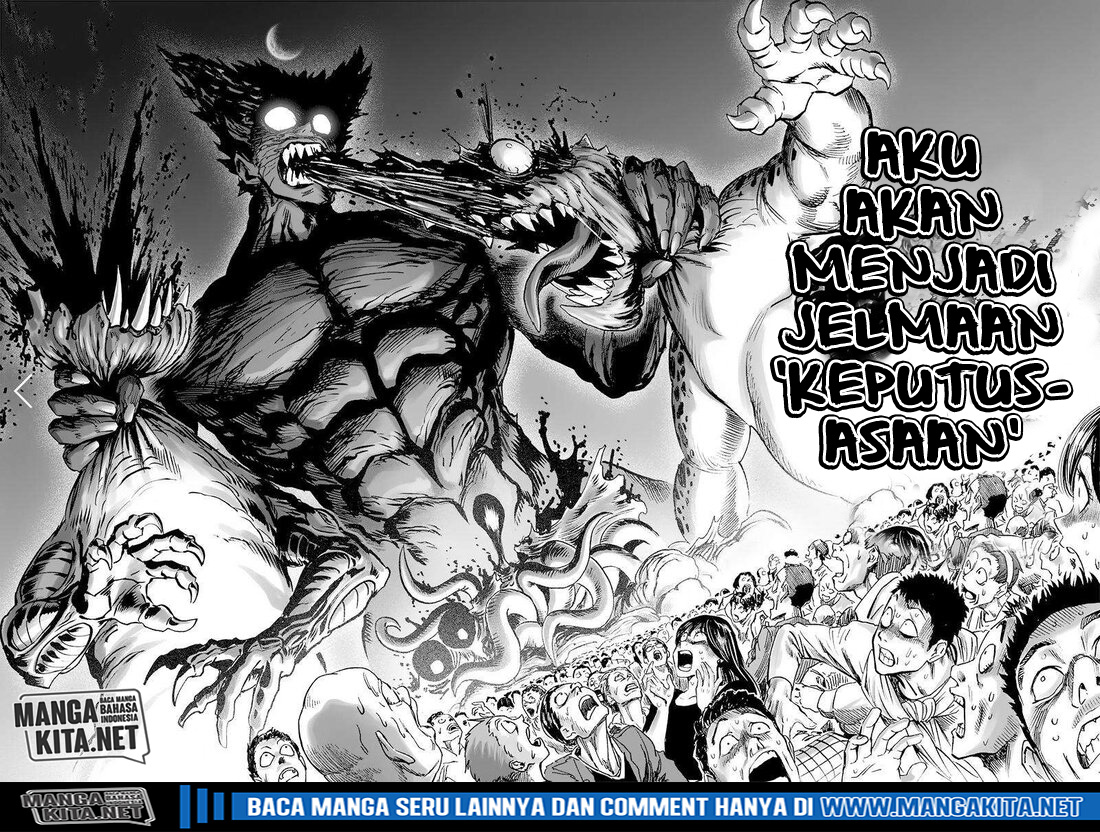 AKU
AKAN
MENJADI
JELMAAN
'KEPUTUS-
ASAAN'
MANGA
BACA MANGA
BAHASA
INDONESIA
KITA.NET
MANGA
KITA.NET
BACA MANGA SERU LAINNYA DAN COMMENT HANYA DI WWW.MANGAKITA.NET